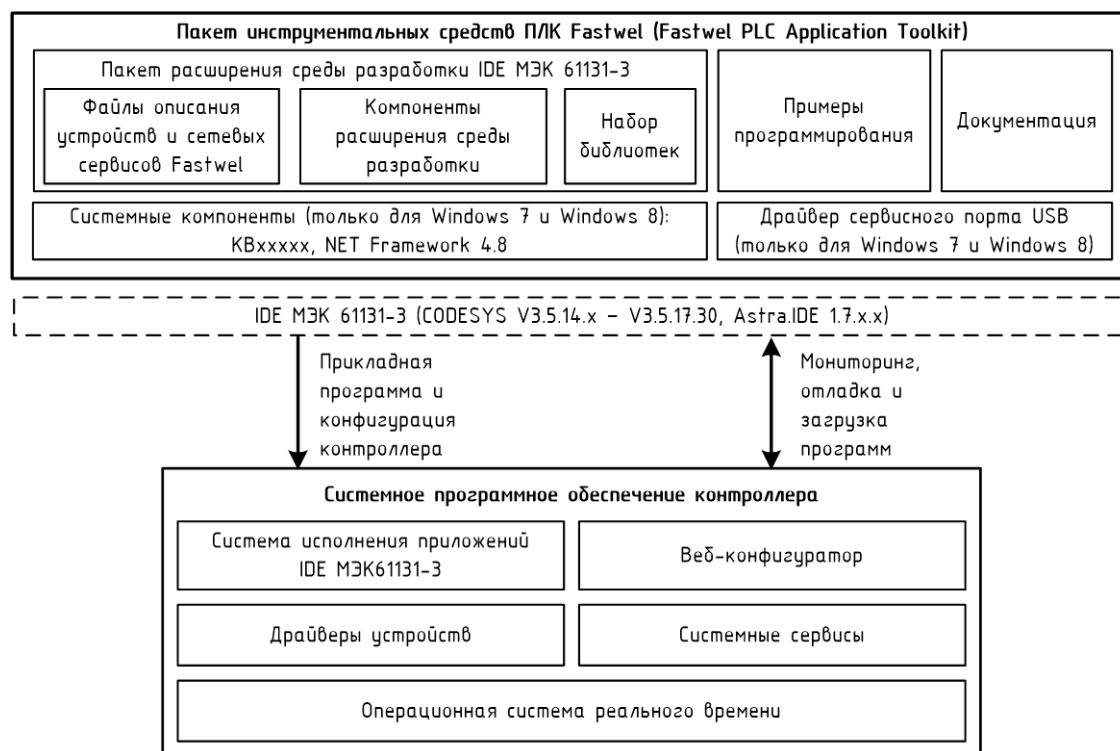 Пакет инструментальных средств ПЛК Fastwel (Fastwel PLC Application Toolkit)
Пакет расширения среды разработки IDE МЭК 61131-3
Файлы описания
устройств и сетевых
сервисов Fastwel
Компоненты
расширения среды
разработки
Набор
библиотек
Примеры
программирования
Документация
Системные компоненты (только для Windows 7 и Windows 8):
KBxxxxx, NET Framework 4.8
Драйвер сервисного порта USB
(только для Windows 7 и Windows 8)
IDE МЭК 61131-3 (CODESYS V3.5.14.x – V3.5.17.30, Astra.IDE 1.7.x.x)
Прикладная
программа и
конфигурация
контроллера
Мониторинг,
отладка и
загрузка
программ
Системное программное обеспечение контроллера
Система исполнения приложений
IDE МЭК61131-3
Веб-конфигуратор
Драйверы устройств
Системные сервисы
Операционная система реального времени